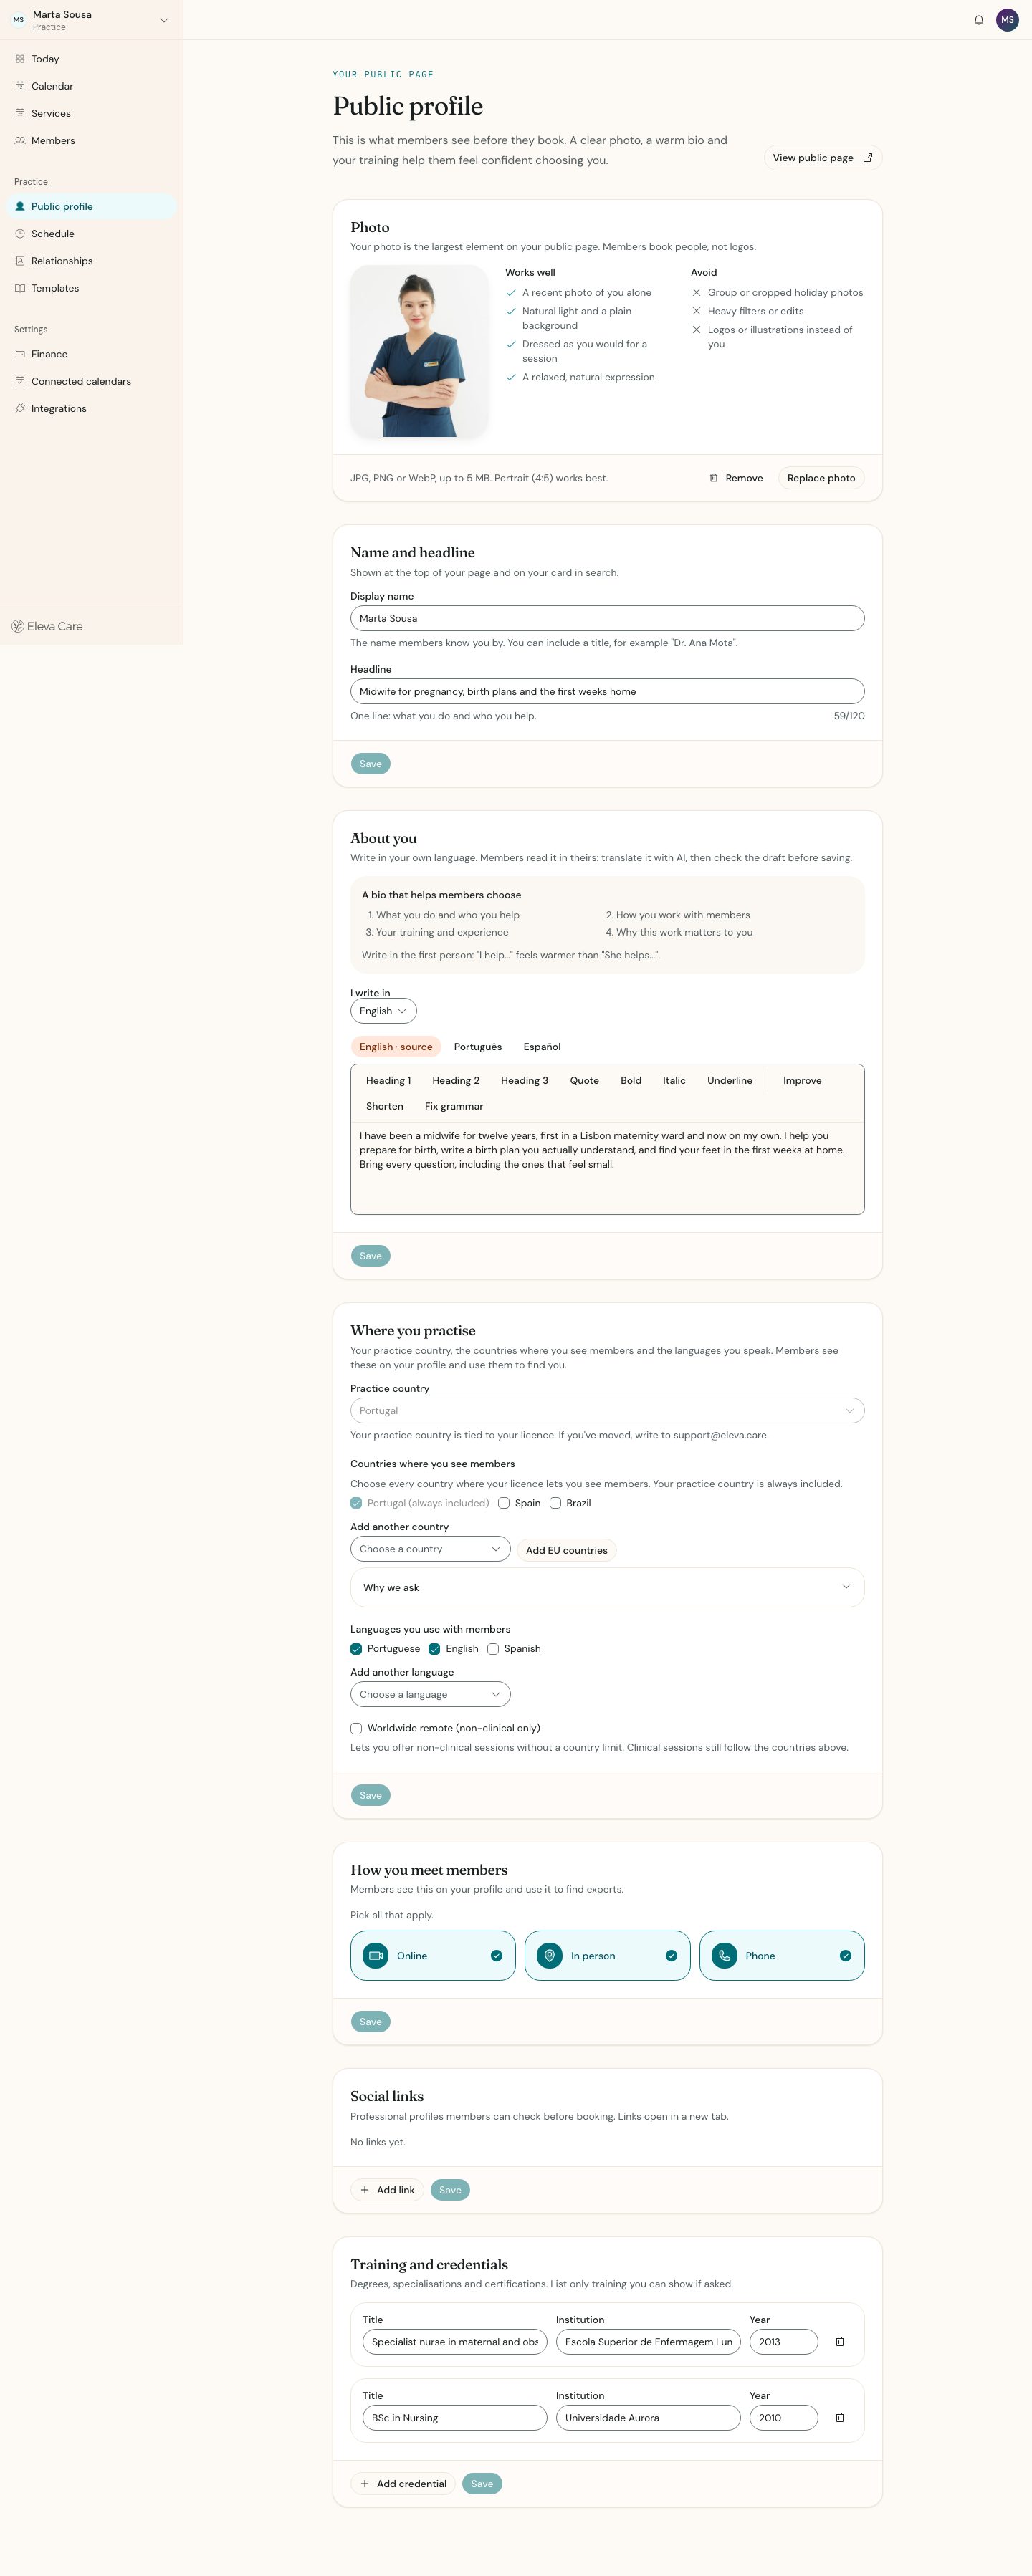 MS
Marta Sousa
Practice
MS
Today
Calendar
Services
Members
Practice
Public profile
Schedule
Relationships
Templates
Settings
Finance
Connected calendars
Integrations
Eleva Care
YOUR PUBLIC PAGE
Public profile
This is what members see before they book. A clear photo, a warm bio and
your training help them feel confident choosing you.
View public page
Photo
Your photo is the largest element on your public page. Members book people, not logos.
Works well
A recent photo of you alone
Natural light and a plain
background
Dressed as you would for a
session
A relaxed, natural expression
Avoid
Group or cropped holiday photos
Heavy filters or edits
Logos or illustrations instead of
you
JPG, PNG or WebP, up to 5 MB. Portrait (4:5) works best.
Remove
Replace photo
Name and headline
Shown at the top of your page and on your card in search.
Display name
Marta Sousa
The name members know you by. You can include a title, for example "Dr. Ana Mota".
Headline
Midwife for pregnancy, birth plans and the first weeks home
One line: what you do and who you help.
59/120
Save
About you
Write in your own language. Members read it in theirs: translate it with AI, then check the draft before saving.
A bio that helps members choose
1. What you do and who you help
2. How you work with members
3. Your training and experience
4. Why this work matters to you
Write in the first person: "I help…" feels warmer than "She helps…".
I write in
English
English · source
Português
Español
Heading 1
Heading 2
Heading 3
Quote
Bold
Italic
Underline
Improve
Shorten
Fix grammar
I have been a midwife for twelve years, first in a Lisbon maternity ward and now on my own. I help you
prepare for birth, write a birth plan you actually understand, and find your feet in the first weeks at home.
Bring every question, including the ones that feel small.
Save
Where you practise
Your practice country, the countries where you see members and the languages you speak. Members see
these on your profile and use them to find you.
Practice country
Portugal
Your practice country is tied to your licence. If you've moved, write to support@eleva.care.
Countries where you see members
Choose every country where your licence lets you see members. Your practice country is always included.
Portugal (always included)
Spain
Brazil
Add another country
Choose a country
Add EU countries
Why we ask
Languages you use with members
Portuguese
English
Spanish
Add another language
Choose a language
Worldwide remote (non-clinical only)
Lets you offer non-clinical sessions without a country limit. Clinical sessions still follow the countries above.
Save
How you meet members
Members see this on your profile and use it to find experts.
Pick all that apply.
Online
In person
Phone
Save
Social links
Professional profiles members can check before booking. Links open in a new tab.
No links yet.
Add link
Save
Training and credentials
Degrees, specialisations and certifications. List only training you can show if asked.
Title
Institution
Year
Specialist nurse in maternal and obs
Escola Superior de Enfermagem Lun
2013
Title
Institution
Year
BSc in Nursing
Universidade Aurora
2010
Add credential
Save